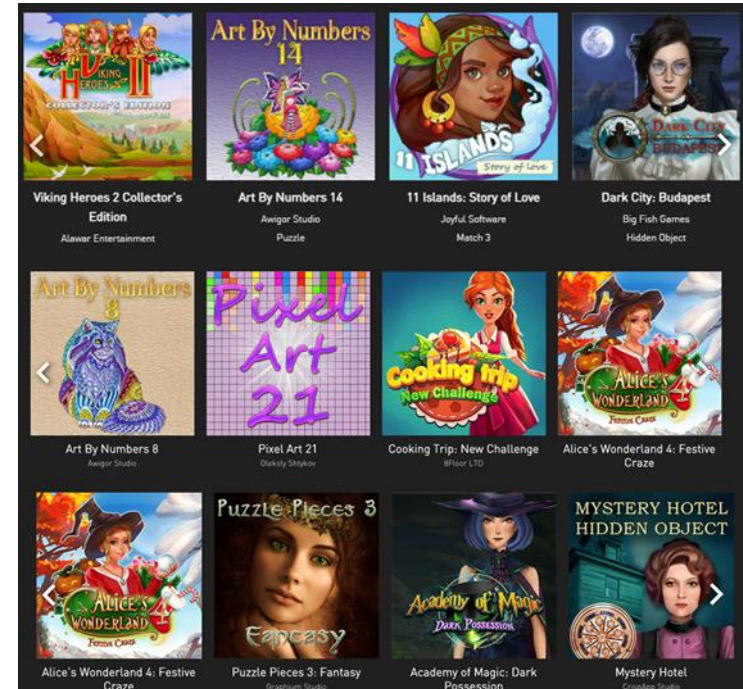 VIKING
HEROES II
COLLECTOR'S EDITION
Art By Numbers
14
11 ISLANDS
Story of Love
DARK CITY
BUDAPEST
Viking Heroes 2 Collector's
Edition
Alawar Entertainment
Art By Numbers 14
Awigor Studio
Puzzle
11 Islands: Story of Love
Joyful Software
Match 3
Dark City: Budapest
Big Fish Games
Hidden Object
Art By Numbers
8
Pixel
Art
21
Cooking trip
New Challenge
ALICE'S
WONDERLAND 4
FESTIVE CRAZE
Art By Numbers 8
Awigor Studio
Pixel Art 21
Oleksiy Shtykov
Cooking Trip: New Challenge
8Floor LTD
Alice's Wonderland 4: Festive
Craze
ALICE'S
WONDERLAND 4
FESTIVE CRAZE
Puzzle Pieces 3
Fantasy
Academy of Magic
DARK POSSESSION
MYSTERY HOTEL
HIDDEN OBJECT
Alice's Wonderland 4: Festive
Craze
Puzzle Pieces 3: Fantasy
Graphium Studio
Academy of Magic: Dark
Possession
Mystery Hotel